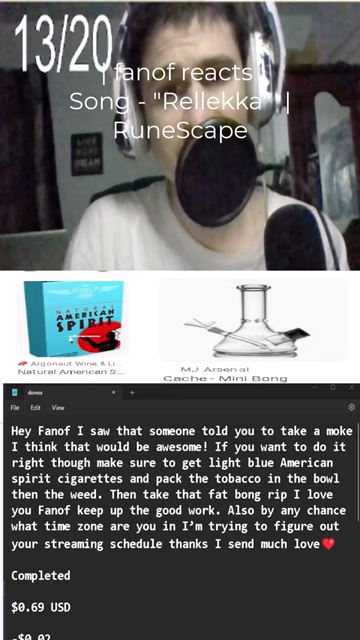 13/20
| fanof reacts
Song - "Rellekka" |
RuneScape
NATURAL
AMERICAN
SPIRIT
Argonaut Wine & Li...
Natural American S...
MJ Arsenal
Cache - Mini Bong
donos
File Edit View
Hey Fanof I saw that someone told you to take a moke
I think that would be awesome! If you want to do it
right though make sure to get light blue American
spirit cigarettes and pack the tobacco in the bowl
then the weed. Then take that fat bong rip I love
you Fanof keep up the good work. Also by any chance
what time zone are you in I'm trying to figure out
your streaming schedule thanks I send much love❤️
Completed
$0.69 USD
-$0.02